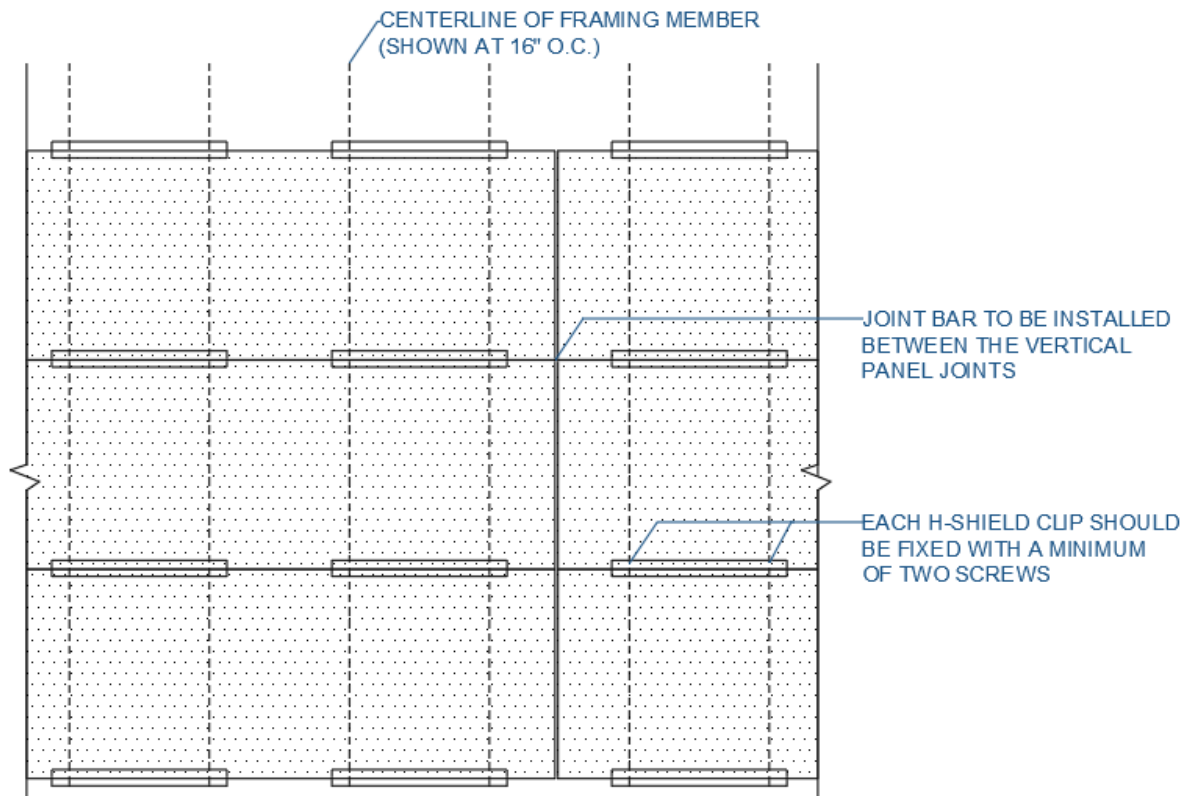 CENTERLINE OF FRAMING MEMBER
(SHOWN AT 16" O.C.)
JOINT BAR TO BE INSTALLED
BETWEEN THE VERTICAL
PANEL JOINTS
EACH H-SHIELD CLIP SHOULD
BE FIXED WITH A MINIMUM
OF TWO SCREWS